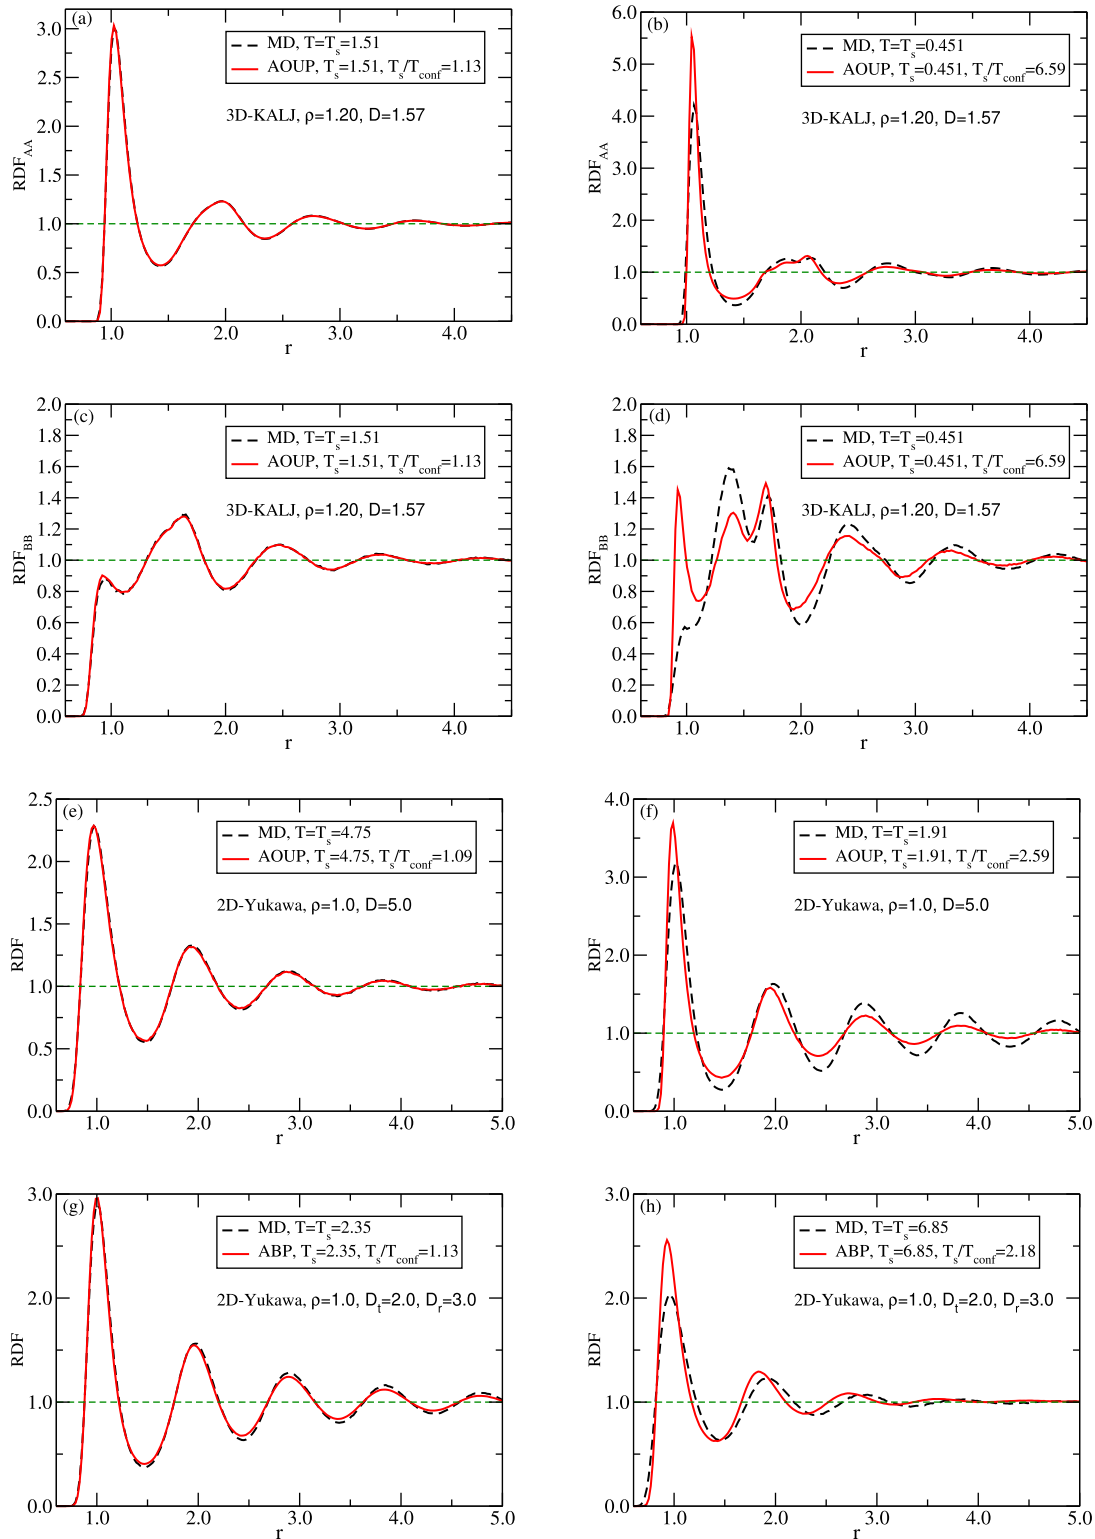 (a)
MD, T=T_s=1.51
AOUP, T_s=1.51, T_s/T_conf=1.13
3D-KALJ, ρ=1.20, D=1.57
RDF_AA
3.0
2.5
2.0
1.5
1.0
0.5
0.0
1.0 2.0 3.0 4.0
r
(b)
MD, T=T_s=0.451
AOUP, T_s=0.451, T_s/T_conf=6.59
3D-KALJ, ρ=1.20, D=1.57
RDF_AA
6.0
5.0
4.0
3.0
2.0
1.0
0.0
1.0 2.0 3.0 4.0
r
(c)
MD, T=T_s=1.51
AOUP, T_s=1.51, T_s/T_conf=1.13
3D-KALJ, ρ=1.20, D=1.57
RDF_BB
2.0
1.8
1.6
1.4
1.2
1.0
0.8
0.6
0.4
0.2
0.0
1.0 2.0 3.0 4.0
r
(d)
MD, T=T_s=0.451
AOUP, T_s=0.451, T_s/T_conf=6.59
3D-KALJ, ρ=1.20, D=1.57
RDF_BB
2.0
1.8
1.6
1.4
1.2
1.0
0.8
0.6
0.4
0.2
0.0
1.0 2.0 3.0 4.0
r
(e)
MD, T=T_s=4.75
AOUP, T_s=4.75, T_s/T_conf=1.09
2D-Yukawa, ρ=1.0, D=5.0
RDF
2.5
2.0
1.5
1.0
0.5
0.0
1.0 2.0 3.0 4.0 5.0
r
(f)
MD, T=T_s=1.91
AOUP, T_s=1.91, T_s/T_conf=2.59
2D-Yukawa, ρ=1.0, D=5.0
RDF
4.0
3.0
2.0
1.0
0.0
1.0 2.0 3.0 4.0 5.0
r
(g)
MD, T=T_s=2.35
ABP, T_s=2.35, T_s/T_conf=1.13
2D-Yukawa, ρ=1.0, D_t=2.0, D_r=3.0
RDF
3.0
2.0
1.0
0.0
1.0 2.0 3.0 4.0 5.0
r
(h)
MD, T=T_s=6.85
ABP, T_s=6.85, T_s/T_conf=2.18
2D-Yukawa, ρ=1.0, D_t=2.0, D_r=3.0
RDF
3.0
2.0
1.0
0.0
1.0 2.0 3.0 4.0 5.0
r